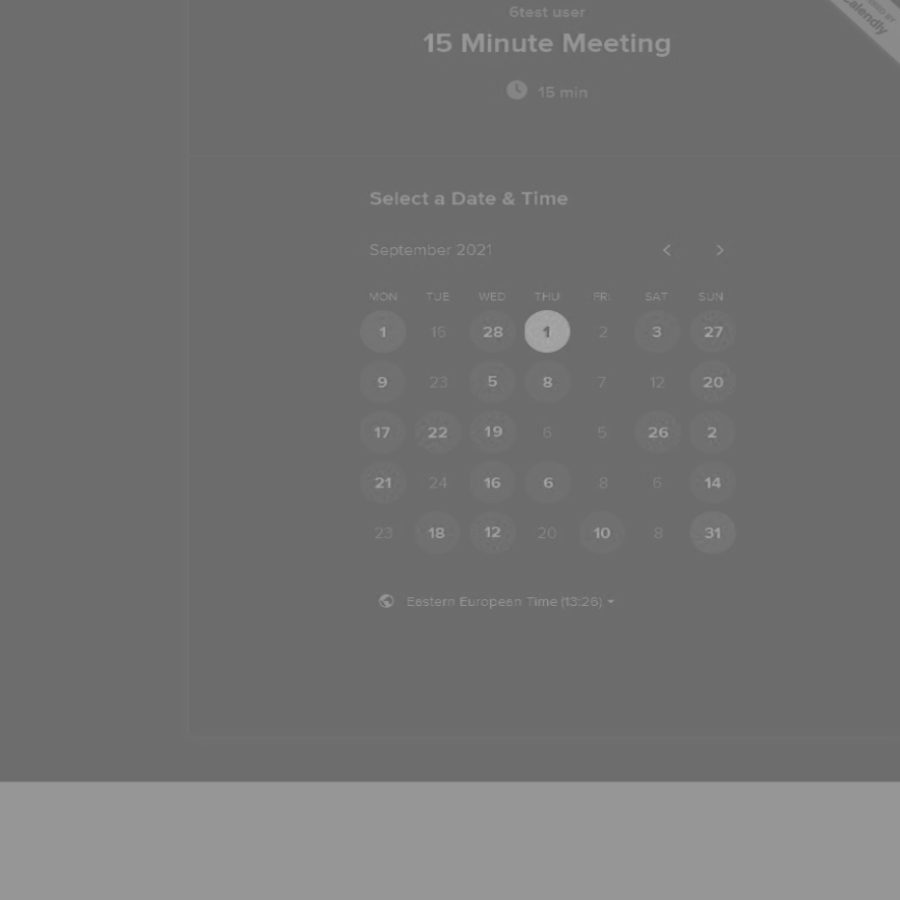 6test user
15 Minute Meeting
15 min
Select a Date & Time
September 2021
MON TUE WED THU FRI SAT SUN
1 15 28 1 2 3 27
9 23 5 8 7 12 20
17 22 19 6 5 26 2
21 24 16 6 8 6 14
23 18 12 20 10 8 31
Eastern European Time (13:26)
Calendly